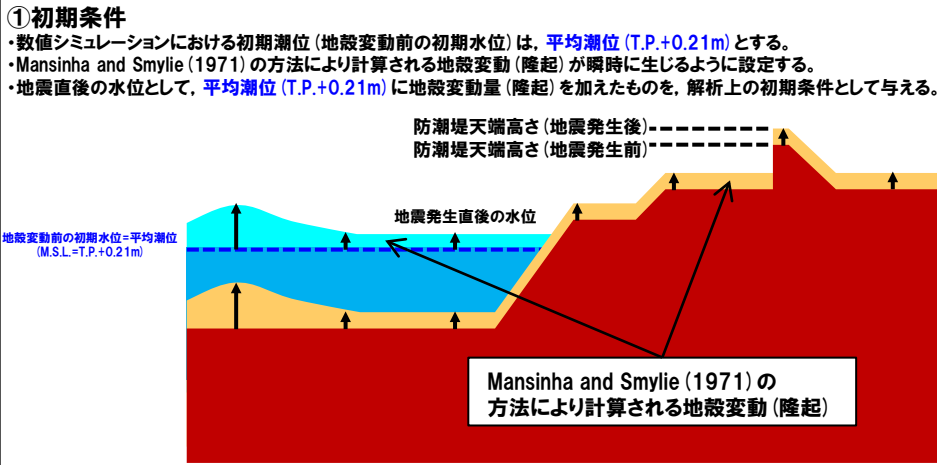 ①初期条件
・数値シミュレーションにおける初期潮位(地殻変動前の初期水位)は，平均潮位(T.P.+0.21m)とする。
・Mansinha and Smylie(1971)の方法により計算される地殻変動(隆起)が瞬時に生じるように設定する。
・地震直後の水位として，平均潮位(T.P.+0.21m)に地殻変動量(隆起)を加えたものを，解析上の初期条件として与える。
防潮堤天端高さ(地震発生後)
防潮堤天端高さ(地震発生前)
地震発生直後の水位
地殻変動前の初期水位=平均潮位
(M.S.L.=T.P.+0.21m)
Mansinha and Smylie(1971)の
方法により計算される地殻変動(隆起)